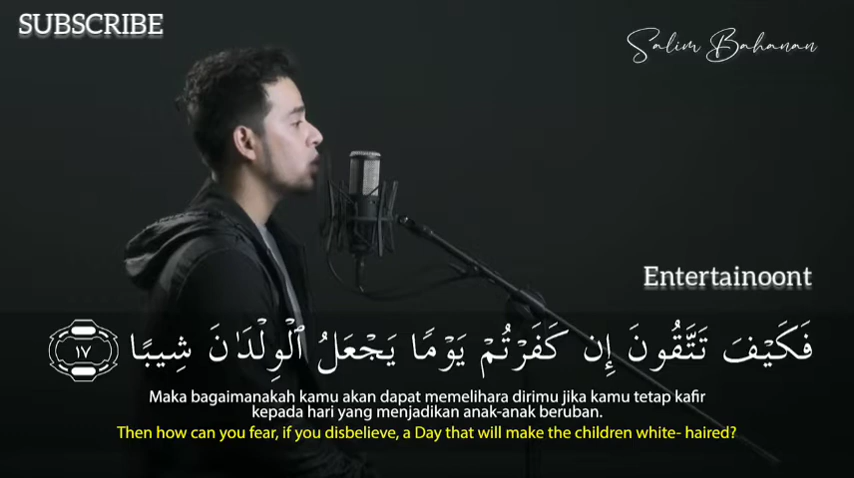 SUBSCRIBE
Salim Bahanan
Entertainoont
فَكَيْفَ تَتَّقُونَ إِن كَفَرْتُمْ يَوْمًا يَجْعَلُ ٱلْوِلْدَٰنَ شِيبًا ١٧
Maka bagaimanakah kamu akan dapat memelihara dirimu jika kamu tetap kafir
kepada hari yang menjadikan anak-anak beruban.
Then how can you fear, if you disbelieve, a Day that will make the children white- haired?